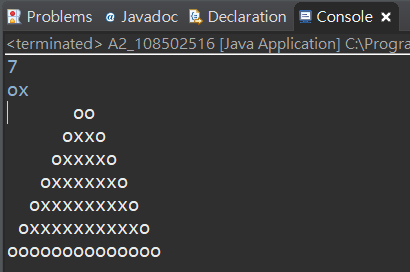 Problems @ Javadoc Declaration Console
<terminated> A2_108502516 [Java Application] C:\Progra
7
ox
      oo
     oxxo
    oxxxxo
   oxxxxxxo
  oxxxxxxxxo
 oxxxxxxxxxxo
oooooooooooooo